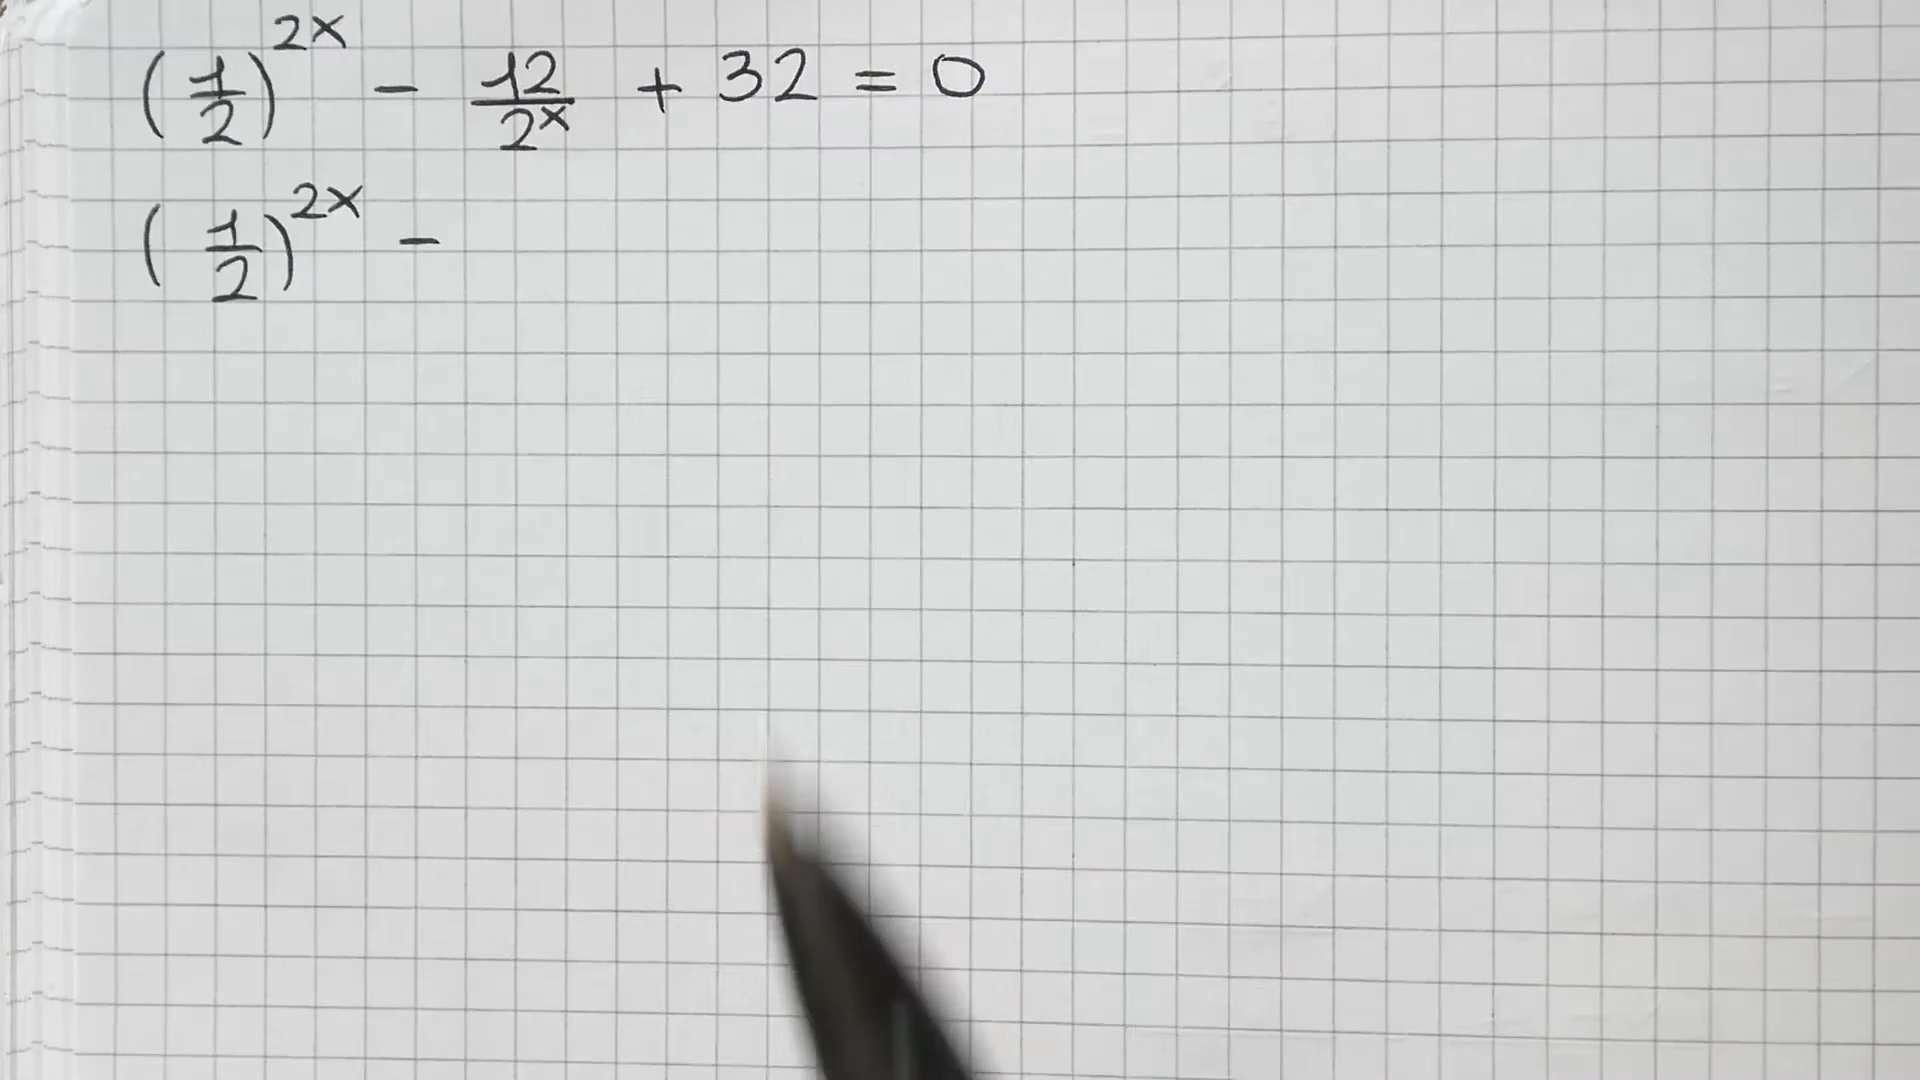 (1/2)^2x - 12/2^x + 32 = 0
(1/2)^2x -